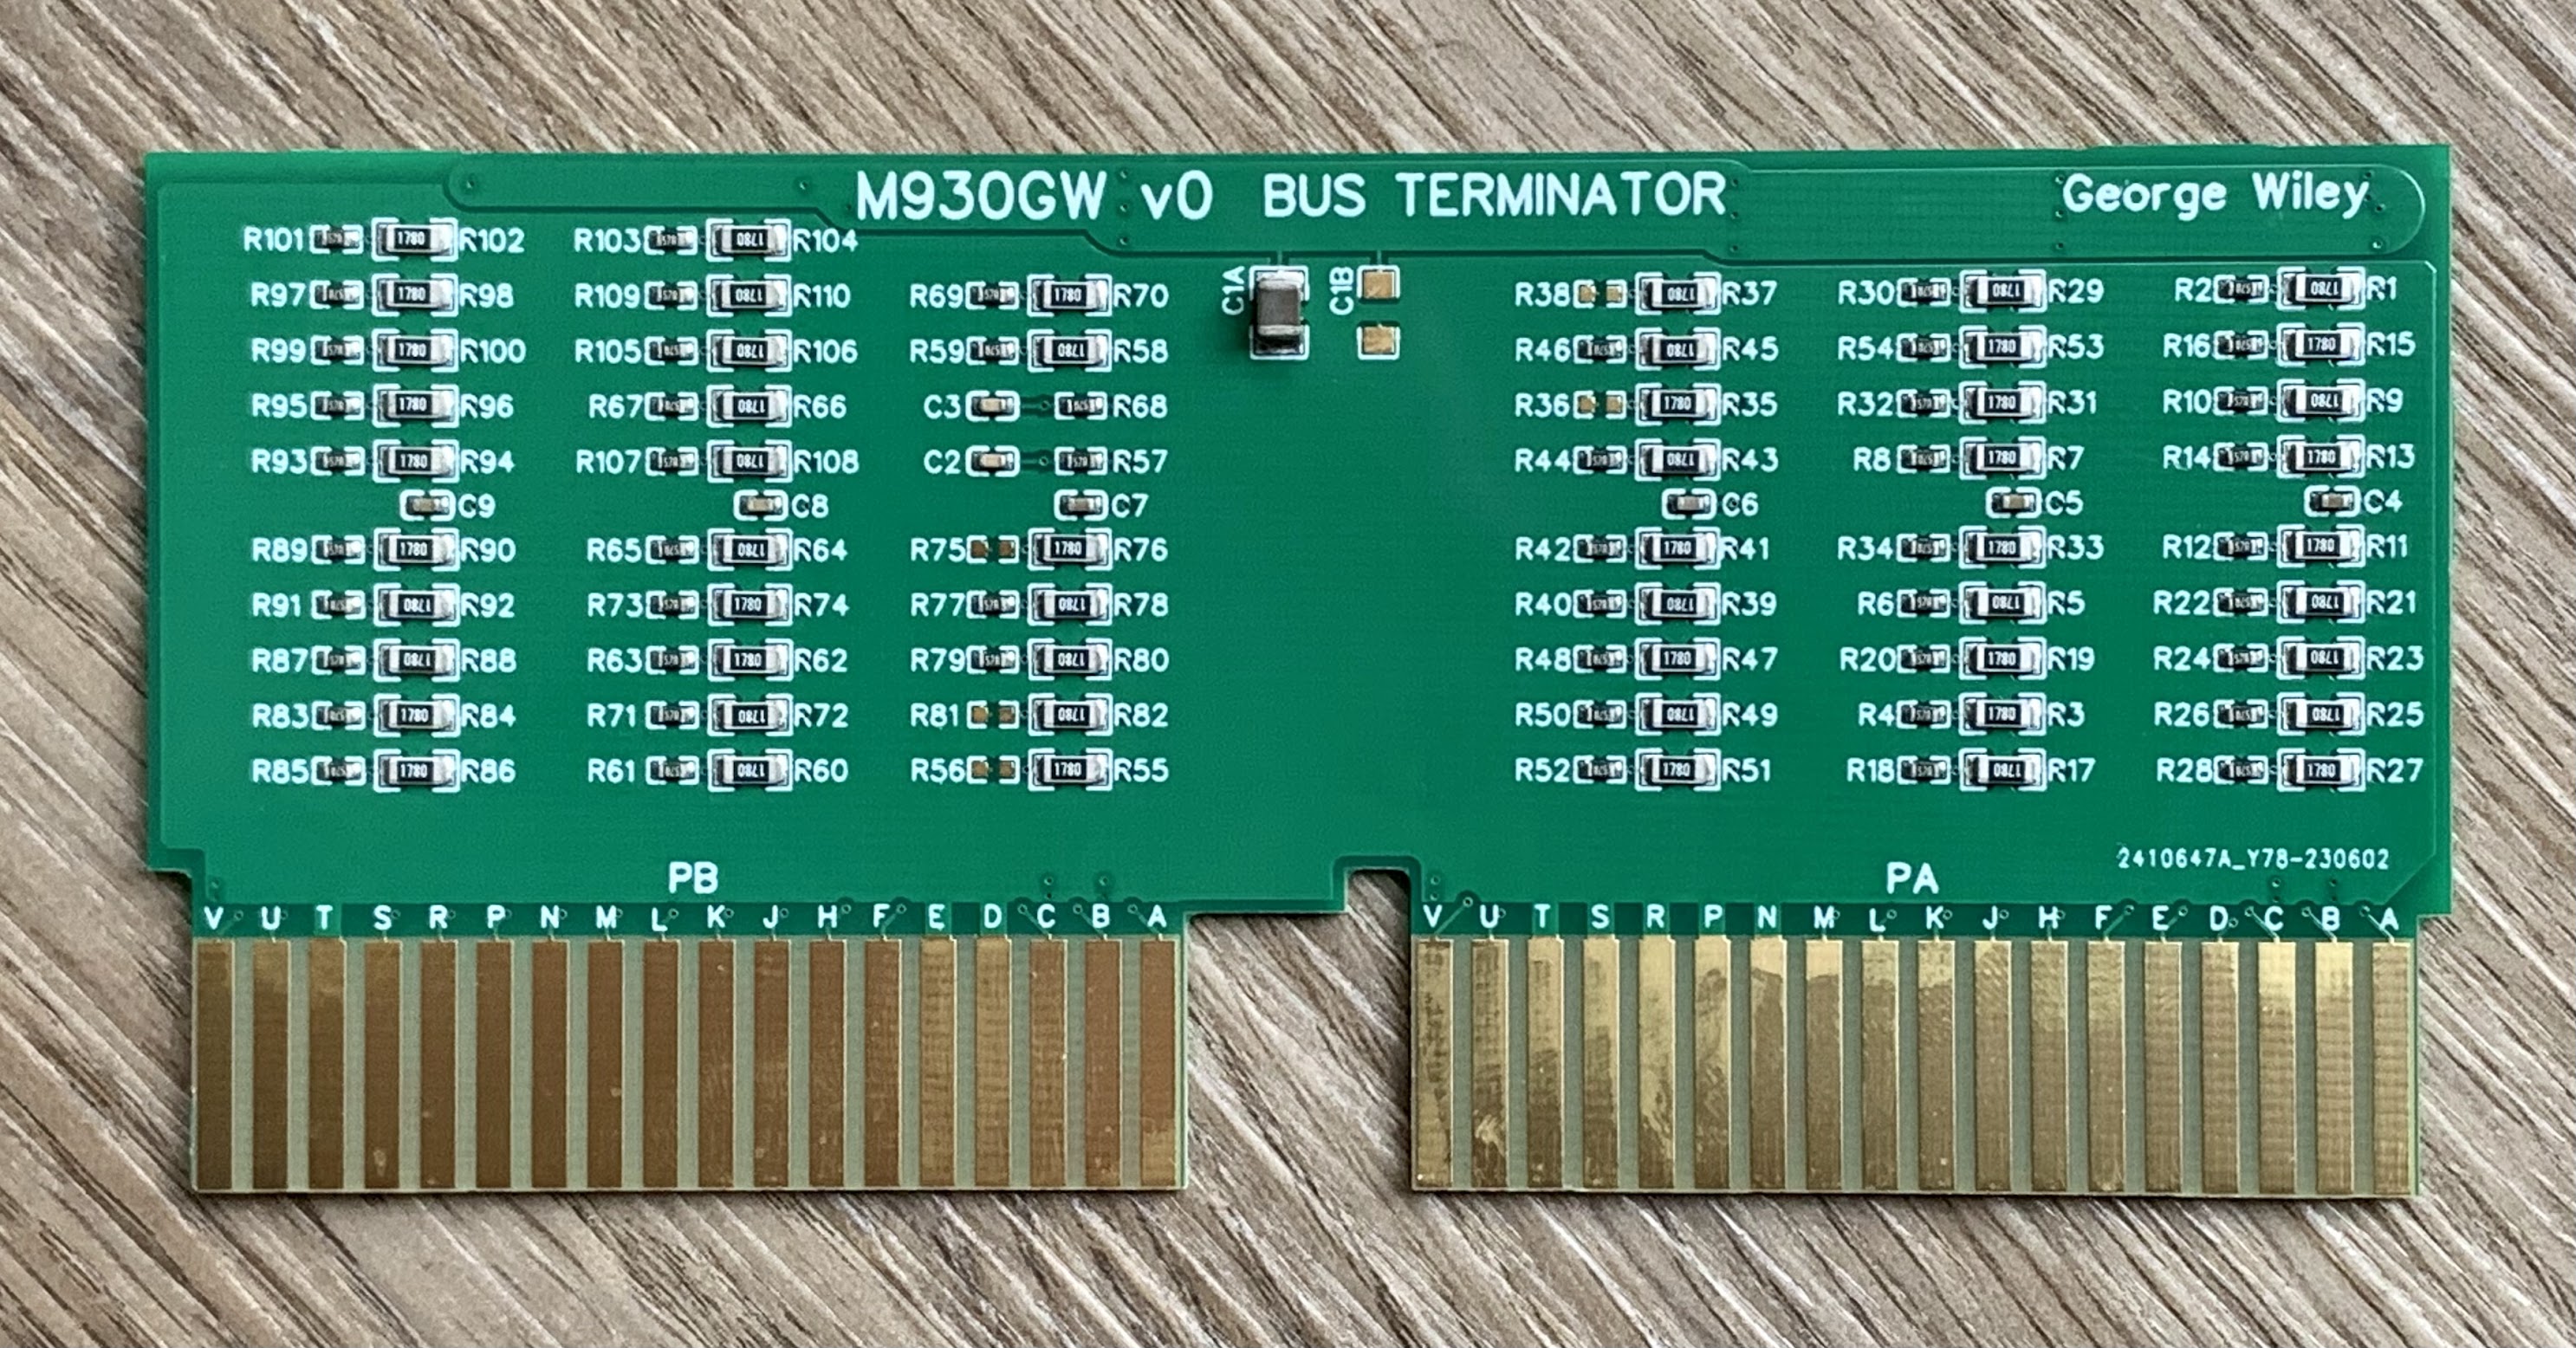 M930GW v0 BUS TERMINATOR George Wiley
R101 1780 R102 R103 1780 R104
R97 1780 R98 R109 1780 R110 R69 1780 R70 C1A C1B R38 1780 R37 R30 1780 R29 R2 1780 R1
R99 1780 R100 R105 1780 R106 R59 1780 R58 R46 1780 R45 R54 1780 R53 R16 1780 R15
R95 1780 R96 R67 1780 R66 C3 R68 R36 1780 R35 R32 1780 R31 R10 1780 R9
R93 1780 R94 R107 1780 R108 C2 R57 R44 1780 R43 R8 1780 R7 R14 1780 R13
C9 C8 C7 C6 C5 C4
R89 1780 R90 R65 1780 R64 R75 1780 R76 R42 1780 R41 R34 1780 R33 R12 1780 R11
R91 1780 R92 R73 1780 R74 R77 1780 R78 R40 1780 R39 R6 1780 R5 R22 1780 R21
R87 1780 R88 R63 1780 R62 R79 1780 R80 R48 1780 R47 R20 1780 R19 R24 1780 R23
R83 1780 R84 R71 1780 R72 R81 1780 R82 R50 1780 R49 R4 1780 R3 R26 1780 R25
R85 1780 R86 R61 1780 R60 R56 1780 R55 R52 1780 R51 R18 1780 R17 R28 1780 R27
2410647A_Y78-230602
PB PA
V U T S R P N M L K J H F E D C B A V U T S R P N M L K J H F E D C B A